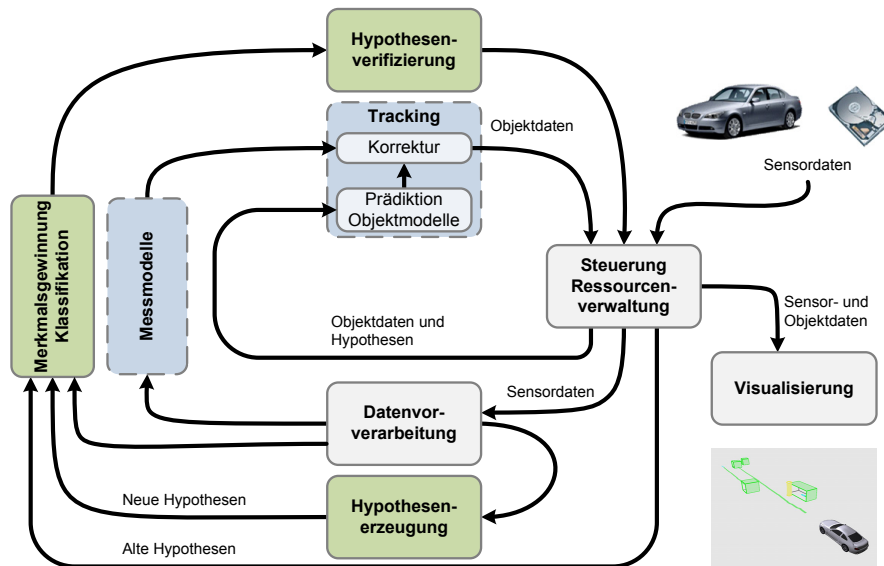 Hypothesen-
verifizierung
Tracking
Korrektur
Prädiktion
Objektmodelle
Objektdaten
Sensordaten
Merkmalsgewinnung
Klassifikation
Messmodelle
Steuerung
Ressourcen-
verwaltung
Sensor- und
Objektdaten
Objektdaten und
Hypothesen
Visualisierung
Sensordaten
Datenvor-
verarbeitung
Neue Hypothesen
Hypothesen-
erzeugung
Alte Hypothesen